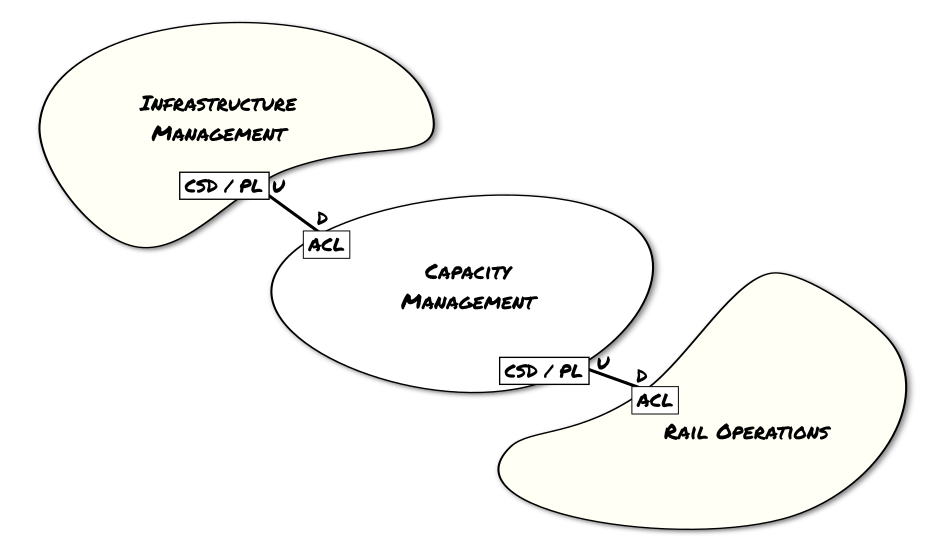 Infrastructure
Management
CSD / PL U
D
ACL
Capacity
Management
CSD / PL U
D
ACL
Rail Operations